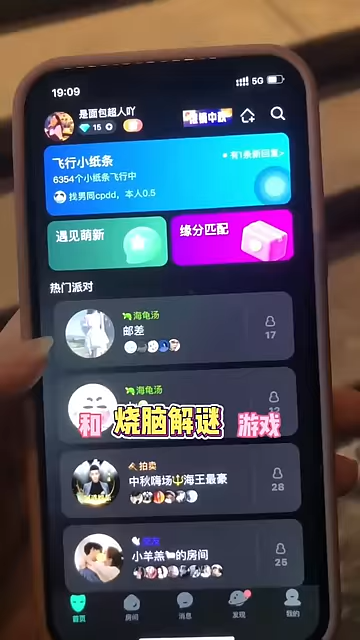 19:09
5G
是面包超人吖
15
飞行小纸条
有1条新回复
6354个小纸条飞行中
找男同cpdd，本人0.5
遇见萌新
缘分匹配
热门派对
海龟汤
邮差
17
海龟汤
12
和 烧脑解谜 游戏
拍卖
中秋嗨场🔱海王最豪
28
交友
小羊羔🐑的房间
25
首页
房间
消息
发现
我的